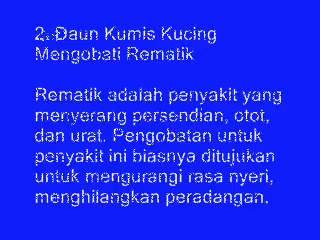 2. Daun Kumis Kucing
Mengobati Rematik
Rematik adalah penyakit yang
menyerang persendian, otot,
dan urat. Pengobatan untuk
penyakit ini biasnya ditujukan
untuk mengurangi rasa nyeri,
menghilangkan peradangan.